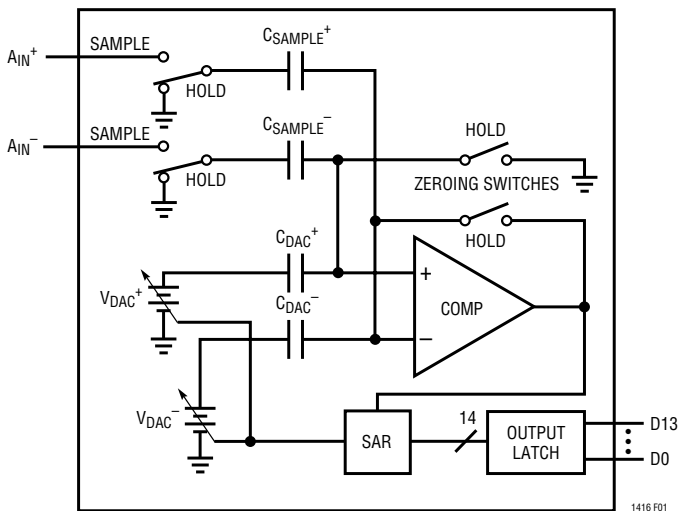 AIN+
SAMPLE
HOLD
CSAMPLE+
AIN−
SAMPLE
HOLD
CSAMPLE−
HOLD
ZEROING SWITCHES
HOLD
CDAC+
VDAC+
CDAC−
+
−
COMP
VDAC−
SAR
14
OUTPUT
LATCH
D13
D0
1416 F01